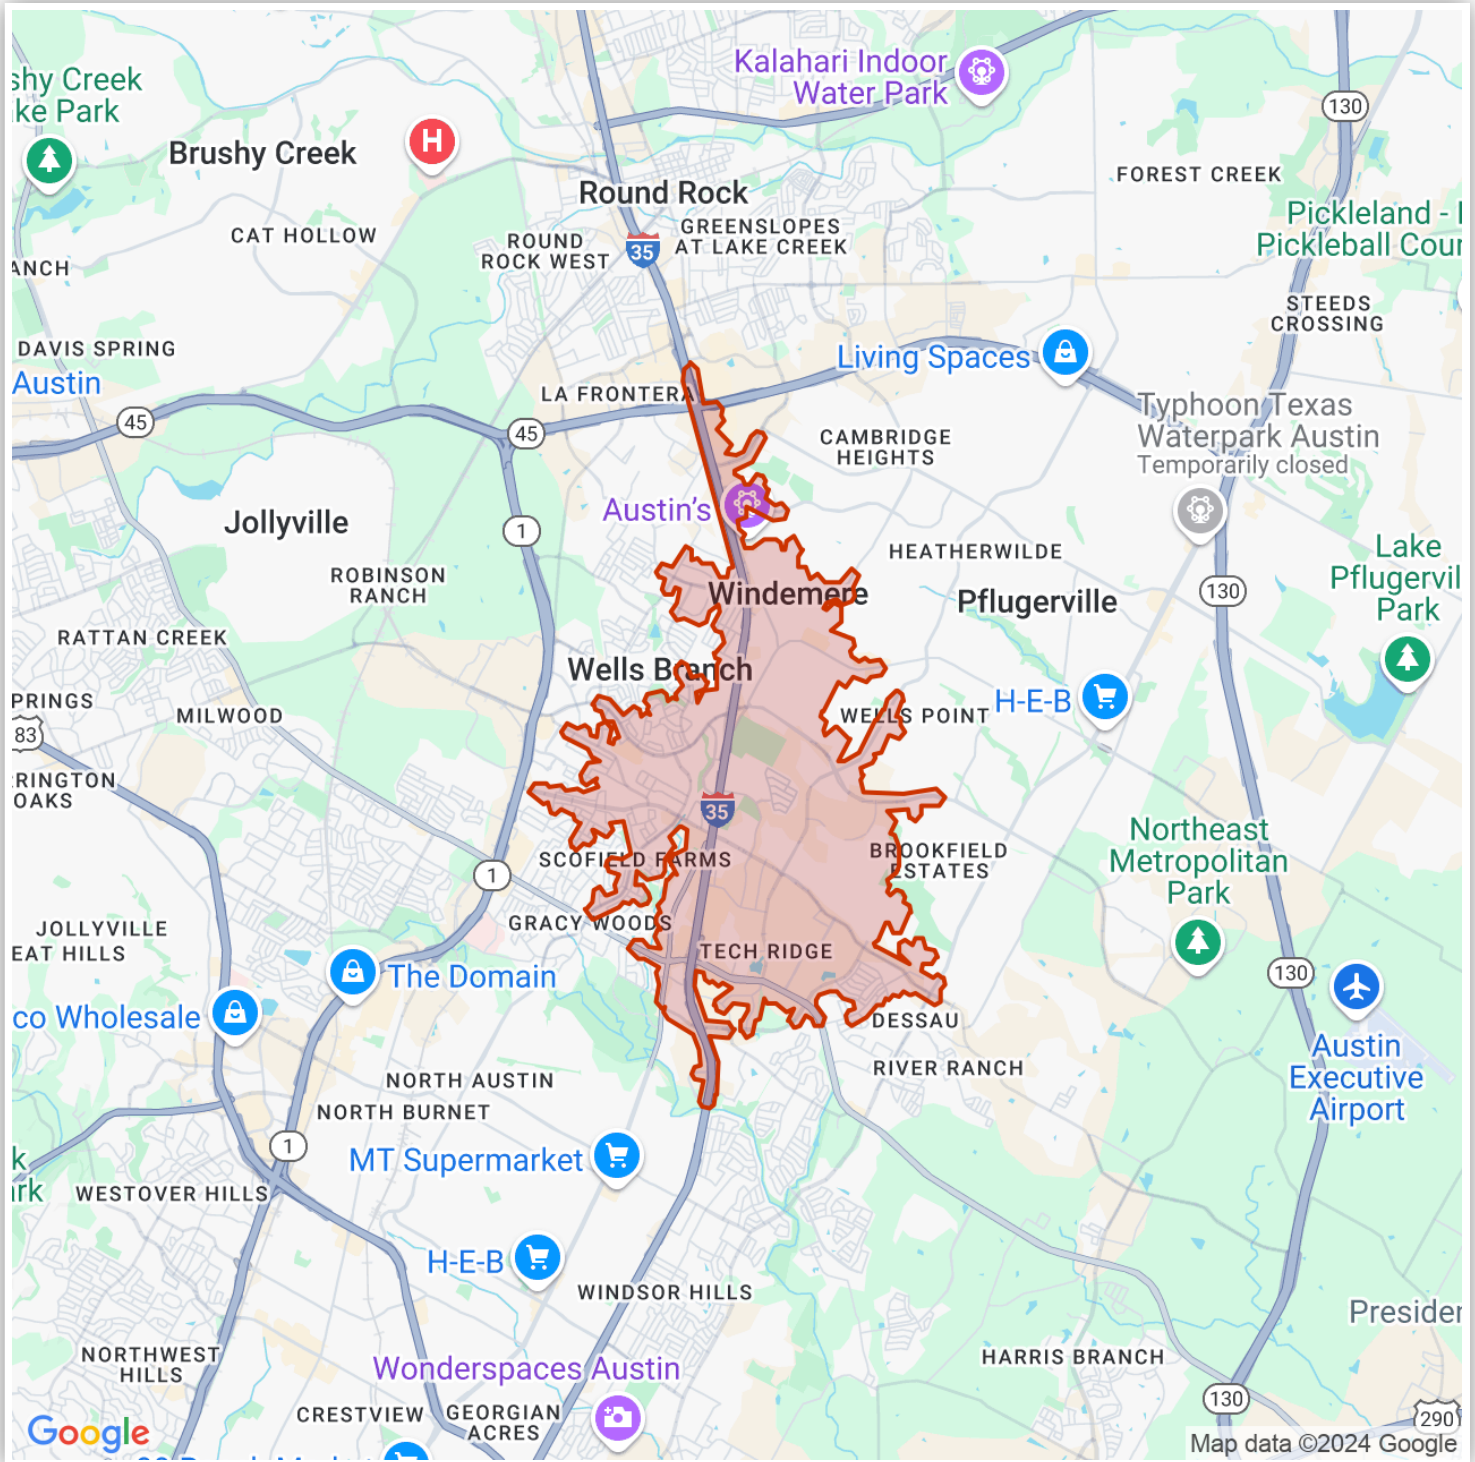 Kalahari Indoor
Water Park
shy Creek
ke Park
130
H
Brushy Creek
FOREST CREEK
Round Rock
Pickleland -
Pickleball Cour
CAT HOLLOW
ROUND
ROCK WEST
35
GREENSLOPES
AT LAKE CREEK
ANCH
STEEDS
CROSSING
DAVIS SPRING
Living Spaces
Austin
LA FRONTERA
45
45
Typhoon Texas
Waterpark Austin
Temporarily closed
CAMBRIDGE
HEIGHTS
Austin's
Jollyville
1
HEATHERWILDE
Lake
Pflugervil
Park
ROBINSON
RANCH
Windemere
Pflugerville
130
RATTAN CREEK
Wells Branch
PRINGS
MILWOOD
WELLS POINT
H-E-B
83
RRINGTON
OAKS
35
Northeast
Metropolitan
Park
SCOFIELD FARMS
BROOKFIELD
ESTATES
1
GRACY WOODS
JOLLYVILLE
EAT HILLS
TECH RIDGE
The Domain
130
co Wholesale
DESSAU
Austin
Executive
Airport
RIVER RANCH
NORTH AUSTIN
NORTH BURNET
1
MT Supermarket
k
rk
WESTOVER HILLS
H-E-B
WINDSOR HILLS
Presider
NORTHWEST
HILLS
Wonderspaces Austin
HARRIS BRANCH
130
CRESTVIEW
GEORGIAN
ACRES
290
Google
Map data ©2024 Google